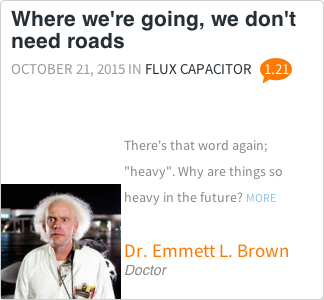 Where we're going, we don't
need roads
OCTOBER 21, 2015 IN FLUX CAPACITOR 1.21
There's that word again;
"heavy". Why are things so
heavy in the future? MORE
Dr. Emmett L. Brown
Doctor